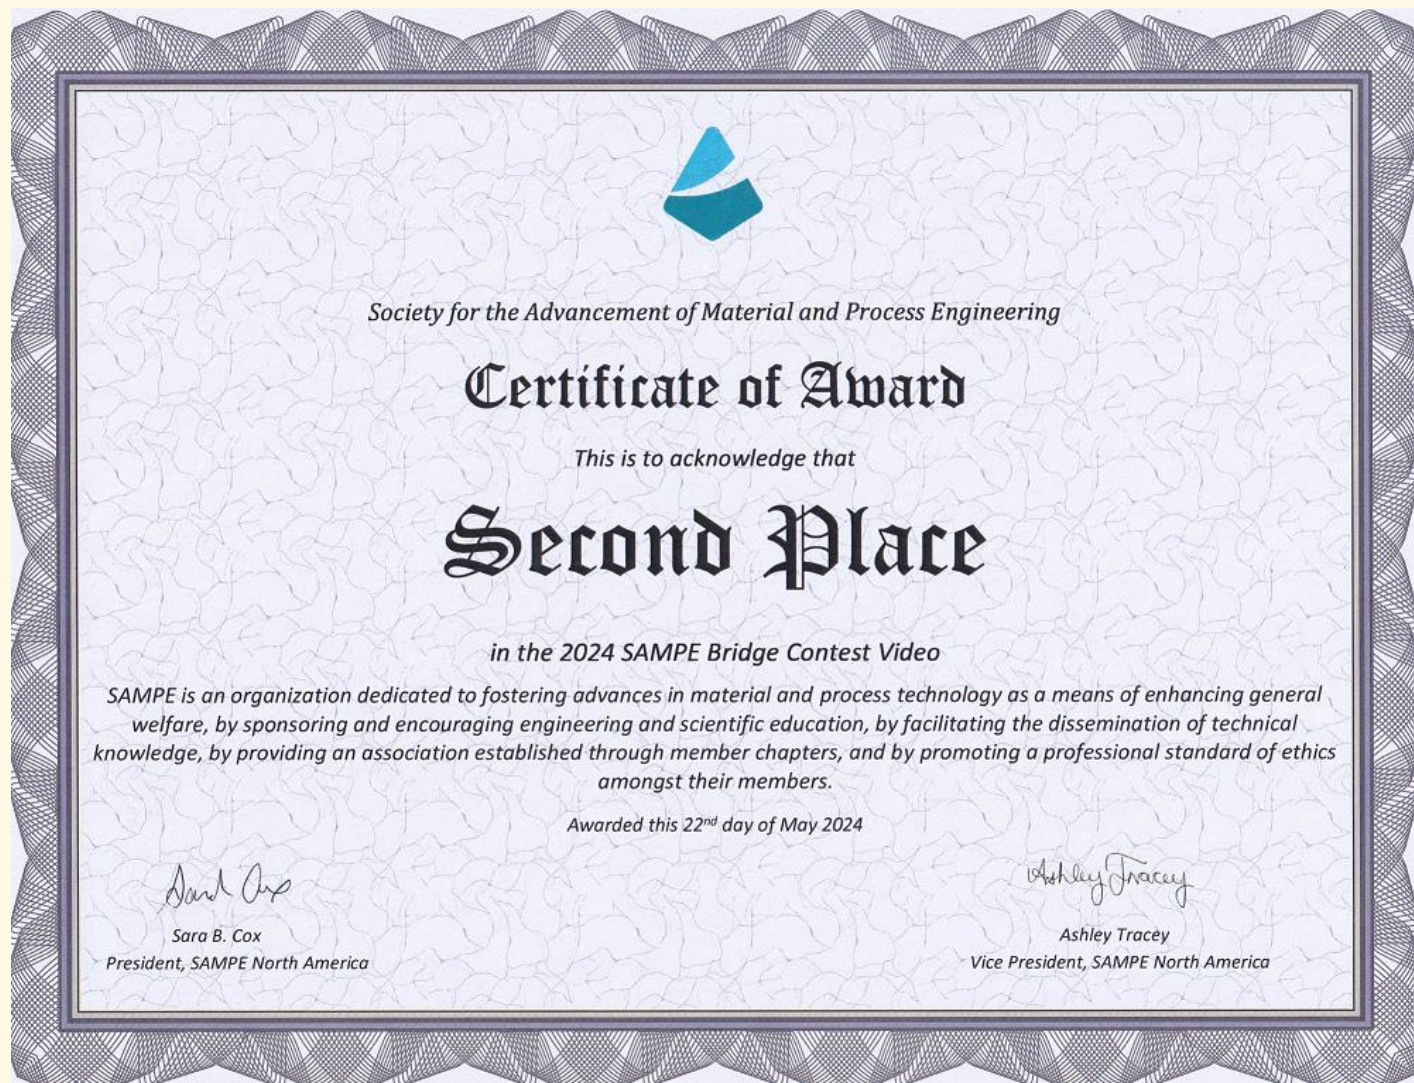 Society for the Advancement of Material and Process Engineering
Certificate of Award
This is to acknowledge that
Second Place
in the 2024 SAMPE Bridge Contest Video
SAMPE is an organization dedicated to fostering advances in material and process technology as a means of enhancing general
welfare, by sponsoring and encouraging engineering and scientific education, by facilitating the dissemination of technical
knowledge, by providing an association established through member chapters, and by promoting a professional standard of ethics
amongst their members.
Awarded this 22nd day of May 2024
Ashley Tracey
Sara B. Cox
Ashley Tracey
President, SAMPE North America
Vice President, SAMPE North America